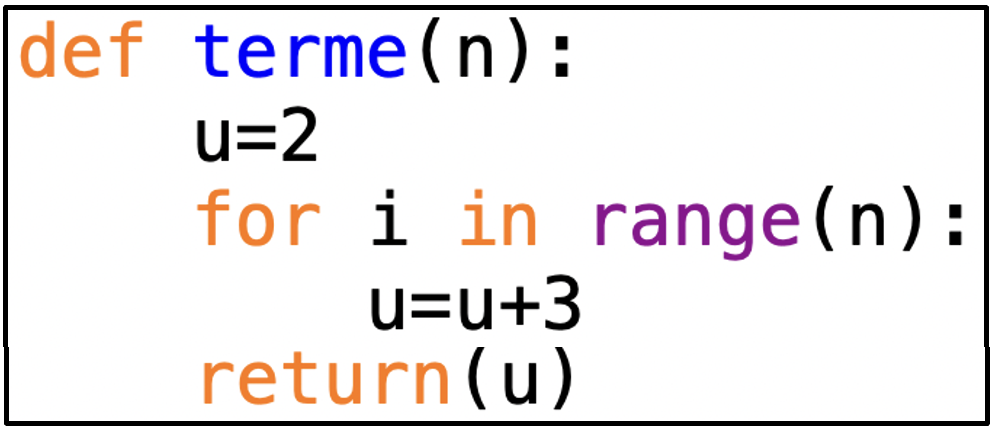 def terme(n):
    u=2
    for i in range(n):
        u=u+3
    return(u)